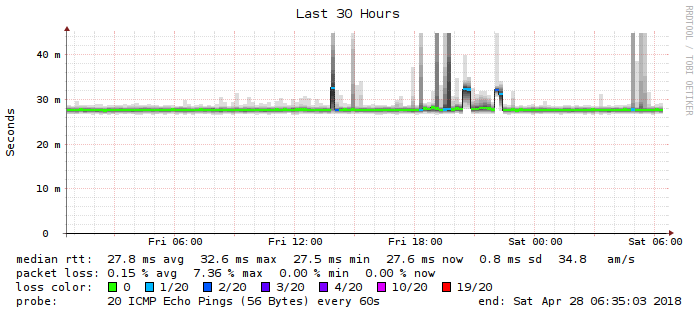 Last 30 Hours
RRDTOOL / TOBI OETIKER
Seconds
40 m
30 m
20 m
10 m
0
Fri 06:00 Fri 12:00 Fri 18:00 Sat 00:00 Sat 06:00
median rtt: 27.8 ms avg 32.6 ms max 27.5 ms min 27.6 ms now 0.8 ms sd 34.8 am/s
packet loss: 0.15 % avg 7.36 % max 0.00 % min 0.00 % now
loss color: 0 1/20 2/20 3/20 4/20 10/20 19/20
probe: 20 ICMP Echo Pings (56 Bytes) every 60s end: Sat Apr 28 06:35:03 2018